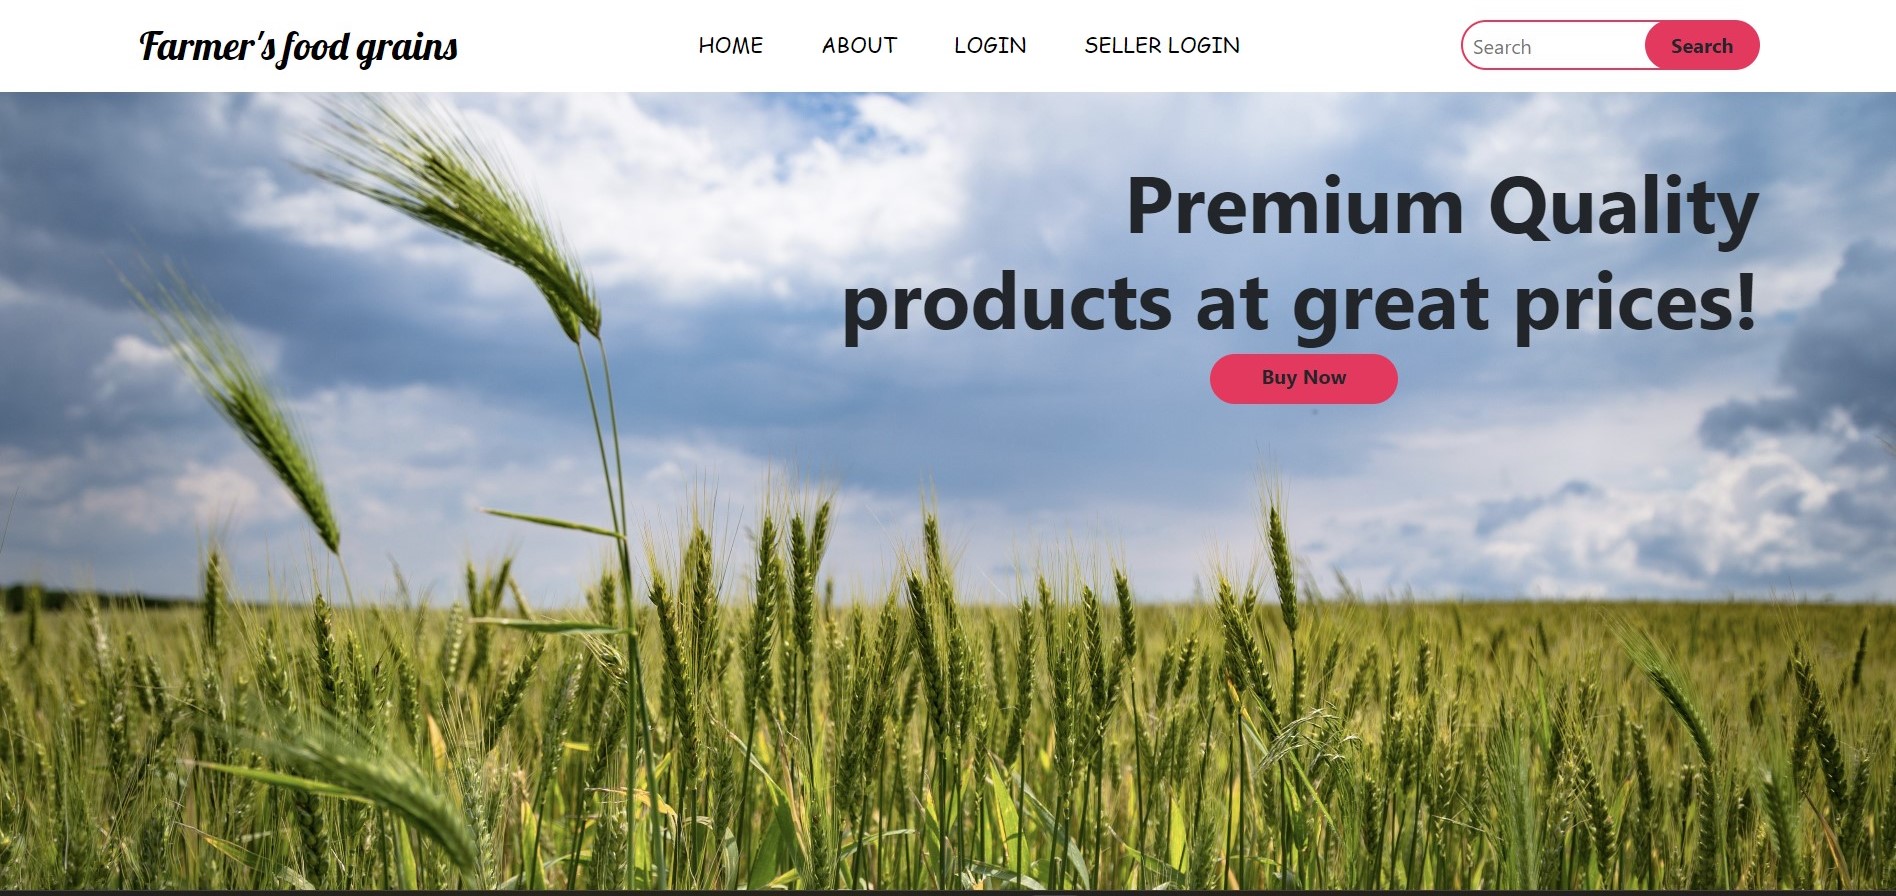 Farmer's food grains
HOME ABOUT LOGIN SELLER LOGIN
Search Search
Premium Quality
products at great prices!
Buy Now